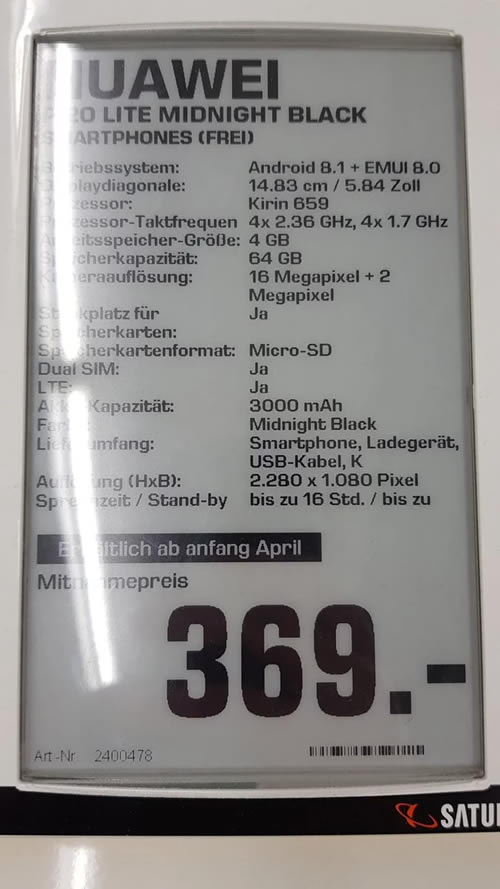 HUAWEI
P20 LITE MIDNIGHT BLACK
SMARTPHONES (FREI)
Betriebssystem: Android 8.1 + EMUI 8.0
Displaydiagonale: 14.83 cm / 5.84 Zoll
Prozessor: Kirin 659
Prozessor-Taktfrequen 4x 2.36 GHz, 4x 1.7 GHz
Arbeitsspeicher-Größe: 4 GB
Speicherkapazität: 64 GB
Kameraauflösung: 16 Megapixel + 2
Megapixel
Steckplatz für Ja
Speicherkarten:
Speicherkartenformat: Micro-SD
Dual SIM: Ja
LTE: Ja
Akku-Kapazität: 3000 mAh
Farbe: Midnight Black
Lieferumfang: Smartphone, Ladegerät,
USB-Kabel, K
Auflösung (HxB): 2.280 x 1.080 Pixel
Sprechzeit / Stand-by bis zu 16 Std. / bis zu
Erhältlich ab anfang April
Mitnahmepreis
369.-
Art-Nr 2400478
SATU